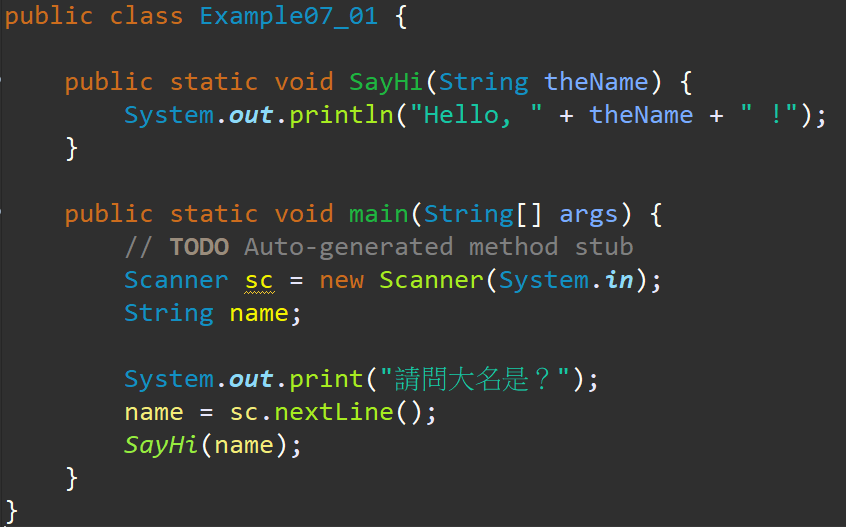 public class Example07_01 {
public static void SayHi(String theName) {
System.out.println("Hello, " + theName + " !");
}
public static void main(String[] args) {
// TODO Auto-generated method stub
Scanner sc = new Scanner(System.in);
String name;
System.out.print("請問大名是？");
name = sc.nextLine();
SayHi(name);
}
}